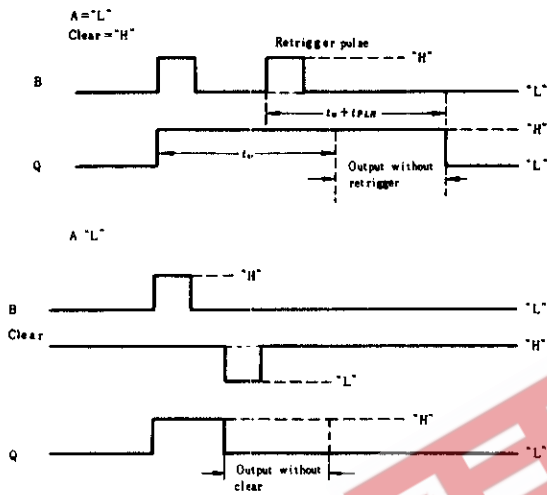 A="L"
Clear="H"
Retrigger pulse
"H"
B
"L"
tw + tPLH
"H"
tw
Q
Output without
retrigger
"L"
A "L"
"H"
B
"L"
Clear
"H"
"L"
"H"
Q
"L"
Output without
clear